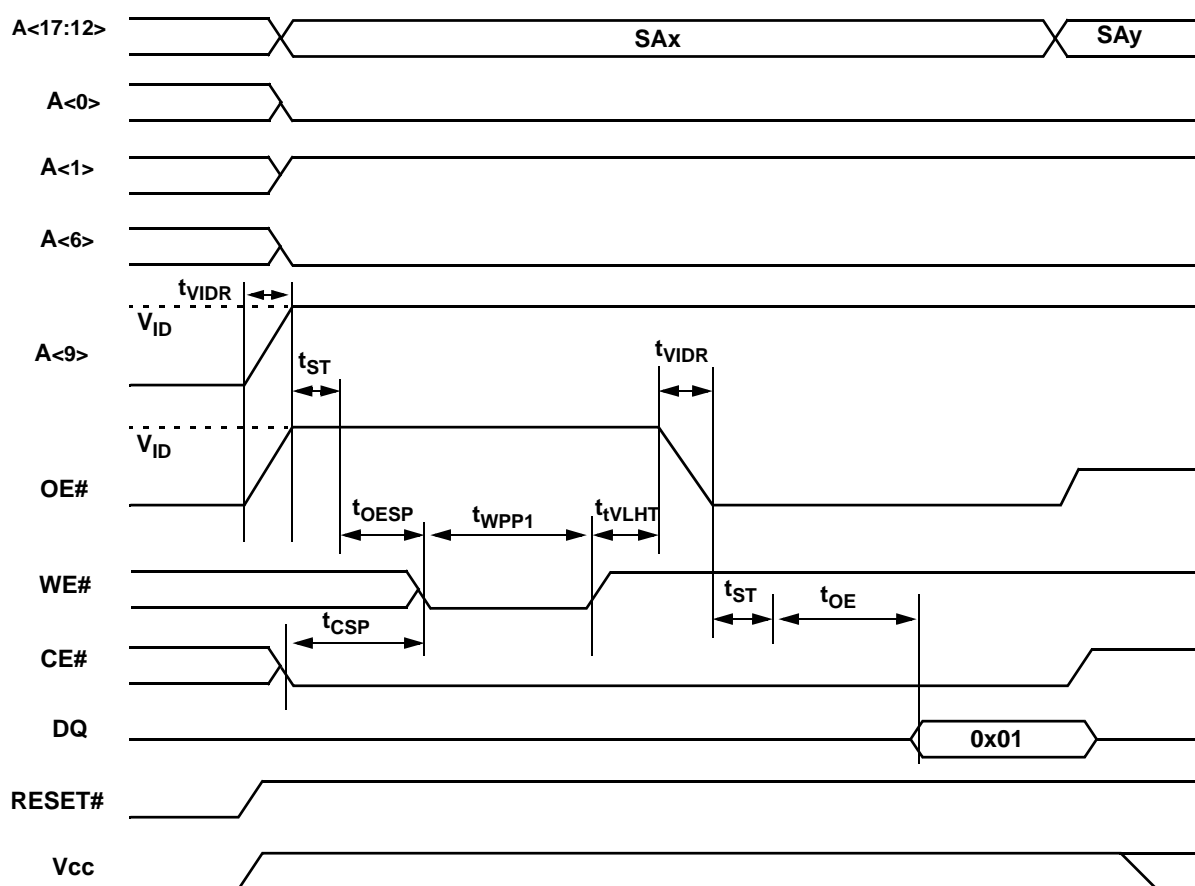 A<17:12>
SAx
SAy
A<0>
A<1>
A<6>
tVIDR
VID
A<9>
tST
tVIDR
VID
OE#
tOESP
tWPP1
ttVLHT
WE#
tST
tOE
tCSP
CE#
DQ
0x01
RESET#
Vcc